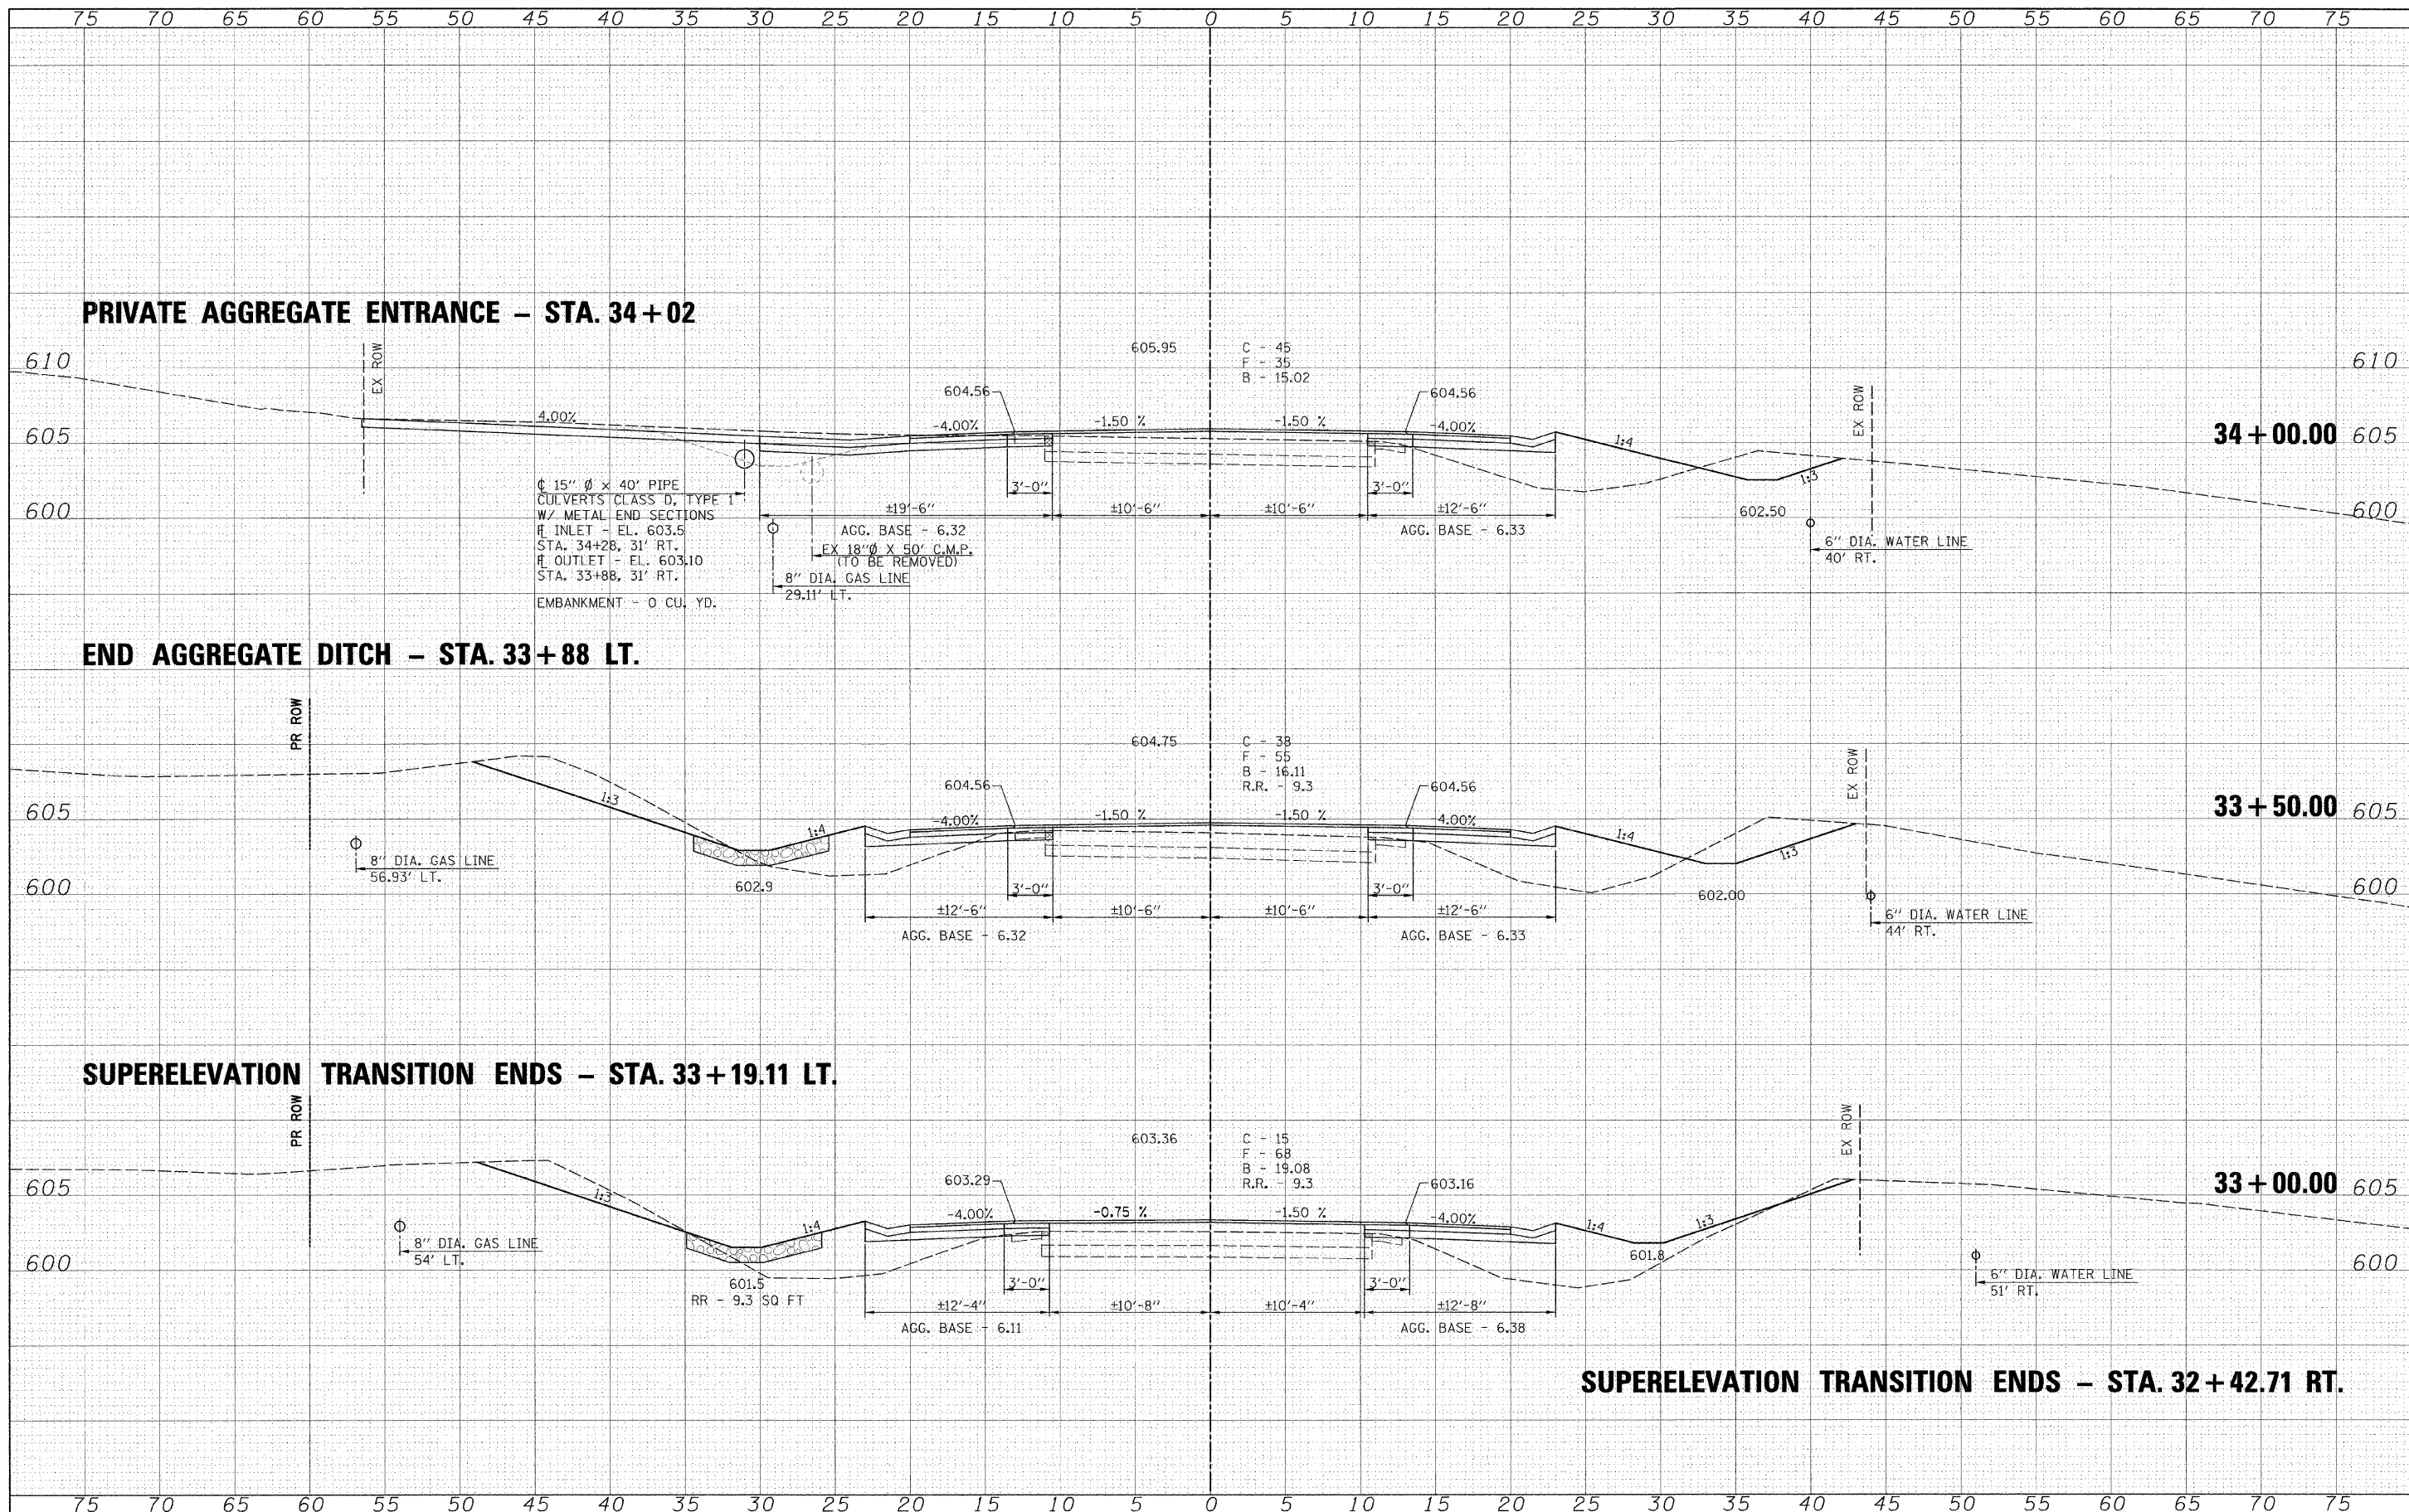 75 70 65 60 55 50 45 40 35 30 25 20 15 10 5 0 5 10 15 20 25 30 35 40 45 50 55 60 65 70 75
PRIVATE AGGREGATE ENTRANCE – STA. 34+02
EX ROW
605.95
C - 45
F - 35
B - 15.02
610
610
EX ROW
604.56
604.56
4.00%
-4.00%
-1.50 %
-1.50 %
-4.00%
1:4
1:3
605
34+00.00 605
℄ 15" Ø x 40' PIPE
CULVERTS CLASS D, TYPE 1
W/ METAL END SECTIONS
FL INLET - EL. 603.5
STA. 34+28, 31' RT.
FL OUTLET - EL. 603.10
STA. 33+88, 31' RT.
EMBANKMENT - 0 CU. YD.
3'-0"
3'-0"
600
±19'-6"
±10'-6"
±10'-6"
±12'-6"
602.50
600
AGG. BASE - 6.32
AGG. BASE - 6.33
EX 18"Ø X 50' C.M.P.
(TO BE REMOVED)
8" DIA. GAS LINE
29.11' LT.
6" DIA. WATER LINE
40' RT.
END AGGREGATE DITCH – STA. 33+88 LT.
PR ROW
604.75
C - 38
F - 55
B - 16.11
R.R. - 9.3
EX ROW
604.56
604.56
1:3
1:4
-4.00%
-1.50 %
-1.50 %
4.00%
1:4
1:3
605
33+50.00 605
8" DIA. GAS LINE
56.93' LT.
602.9
3'-0"
3'-0"
602.00
600
600
±12'-6"
±10'-6"
±10'-6"
±12'-6"
6" DIA. WATER LINE
44' RT.
AGG. BASE - 6.32
AGG. BASE - 6.33
SUPERELEVATION TRANSITION ENDS – STA. 33+19.11 LT.
PR ROW
603.36
C - 15
F - 68
B - 19.08
R.R. - 9.3
EX ROW
603.29
603.16
1:3
1:4
-4.00%
-0.75 %
-1.50 %
-4.00%
1:4
1:3
605
33+00.00 605
8" DIA. GAS LINE
54' LT.
601.8
600
600
601.5
RR - 9.3 SQ FT
3'-0"
3'-0"
6" DIA. WATER LINE
51' RT.
±12'-4"
±10'-8"
±10'-4"
±12'-8"
AGG. BASE - 6.11
AGG. BASE - 6.38
SUPERELEVATION TRANSITION ENDS – STA. 32+42.71 RT.
75 70 65 60 55 50 45 40 35 30 25 20 15 10 5 0 5 10 15 20 25 30 35 40 45 50 55 60 65 70 75